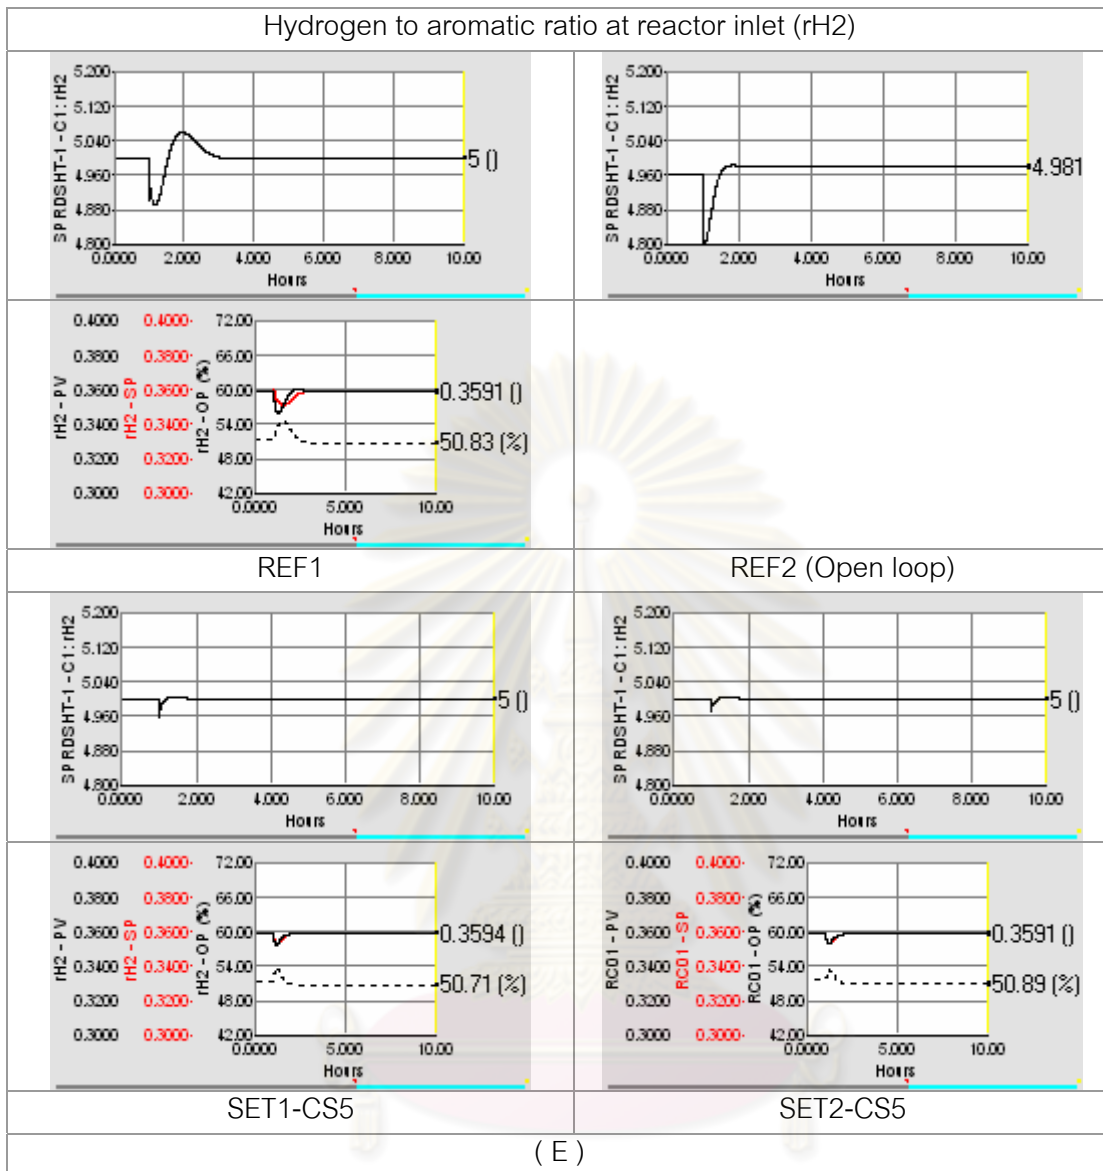 Hydrogen to aromatic ratio at reactor inlet (rH2)
SPRDSHT-1 - C1: rH2
5.200
5.120
5.040
4.960
4.880
4.800
0.0000 2.000 4.000 6.000 8.000 10.00
Hours
5 ()
SPRDSHT-1 - C1: rH2
5.200
5.120
5.040
4.960
4.880
4.800
0.0000 2.000 4.000 6.000 8.000 10.00
Hours
4.981
rH2 - PV
rH2 - SP
rH2 - OP (%)
0.4000 0.4000 72.00
0.3800 0.3800 66.00
0.3600 0.3600 60.00
0.3400 0.3400 54.00
0.3200 0.3200 48.00
0.3000 0.3000 42.00
0.0000 5.000 10.00
Hours
0.3591 ()
50.83 (%)
REF1
REF2 (Open loop)
SPRDSHT-1 - C1: rH2
5.200
5.120
5.040
4.960
4.880
4.800
0.0000 2.000 4.000 6.000 8.000 10.00
Hours
5 ()
SPRDSHT-1 - C1: rH2
5.200
5.120
5.040
4.960
4.880
4.800
0.0000 2.000 4.000 6.000 8.000 10.00
Hours
5 ()
rH2 - PV
rH2 - SP
rH2 - OP (%)
0.4000 0.4000 72.00
0.3800 0.3800 66.00
0.3600 0.3600 60.00
0.3400 0.3400 54.00
0.3200 0.3200 48.00
0.3000 0.3000 42.00
0.0000 5.000 10.00
Hours
0.3594 ()
50.71 (%)
RC01 - PV
RC01 - SP
RC01 - OP (%)
0.4000 0.4000 72.00
0.3800 0.3800 66.00
0.3600 0.3600 60.00
0.3400 0.3400 54.00
0.3200 0.3200 48.00
0.3000 0.3000 42.00
0.0000 5.000 10.00
Hours
0.3591 ()
50.89 (%)
SET1-CS5
SET2-CS5
( E )